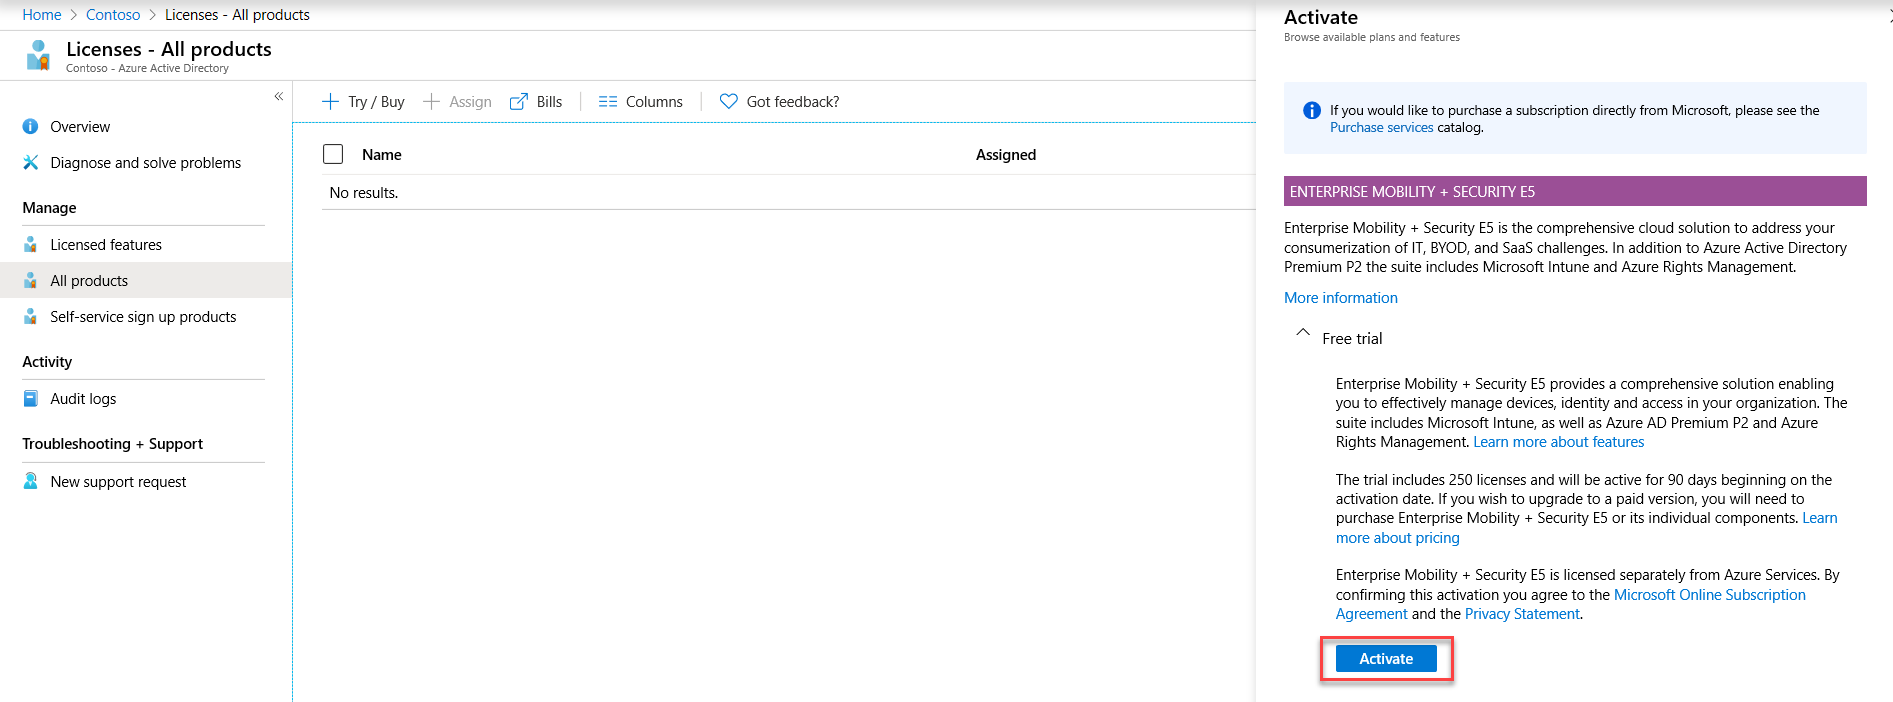 Home > Contoso > Licenses - All products
Licenses - All products
Contoso - Azure Active Directory
«
Overview
Diagnose and solve problems
Manage
Licensed features
All products
Self-service sign up products
Activity
Audit logs
Troubleshooting + Support
New support request
Try / Buy
Assign
Bills
Columns
Got feedback?
Name
Assigned
No results.
Activate
Browse available plans and features
If you would like to purchase a subscription directly from Microsoft, please see the
Purchase services catalog.
ENTERPRISE MOBILITY + SECURITY E5
Enterprise Mobility + Security E5 is the comprehensive cloud solution to address your
consumerization of IT, BYOD, and SaaS challenges. In addition to Azure Active Directory
Premium P2 the suite includes Microsoft Intune and Azure Rights Management.
More information
Free trial
Enterprise Mobility + Security E5 provides a comprehensive solution enabling
you to effectively manage devices, identity and access in your organization. The
suite includes Microsoft Intune, as well as Azure AD Premium P2 and Azure
Rights Management. Learn more about features
The trial includes 250 licenses and will be active for 90 days beginning on the
activation date. If you wish to upgrade to a paid version, you will need to
purchase Enterprise Mobility + Security E5 or its individual components. Learn
more about pricing
Enterprise Mobility + Security E5 is licensed separately from Azure Services. By
confirming this activation you agree to the Microsoft Online Subscription
Agreement and the Privacy Statement.
Activate